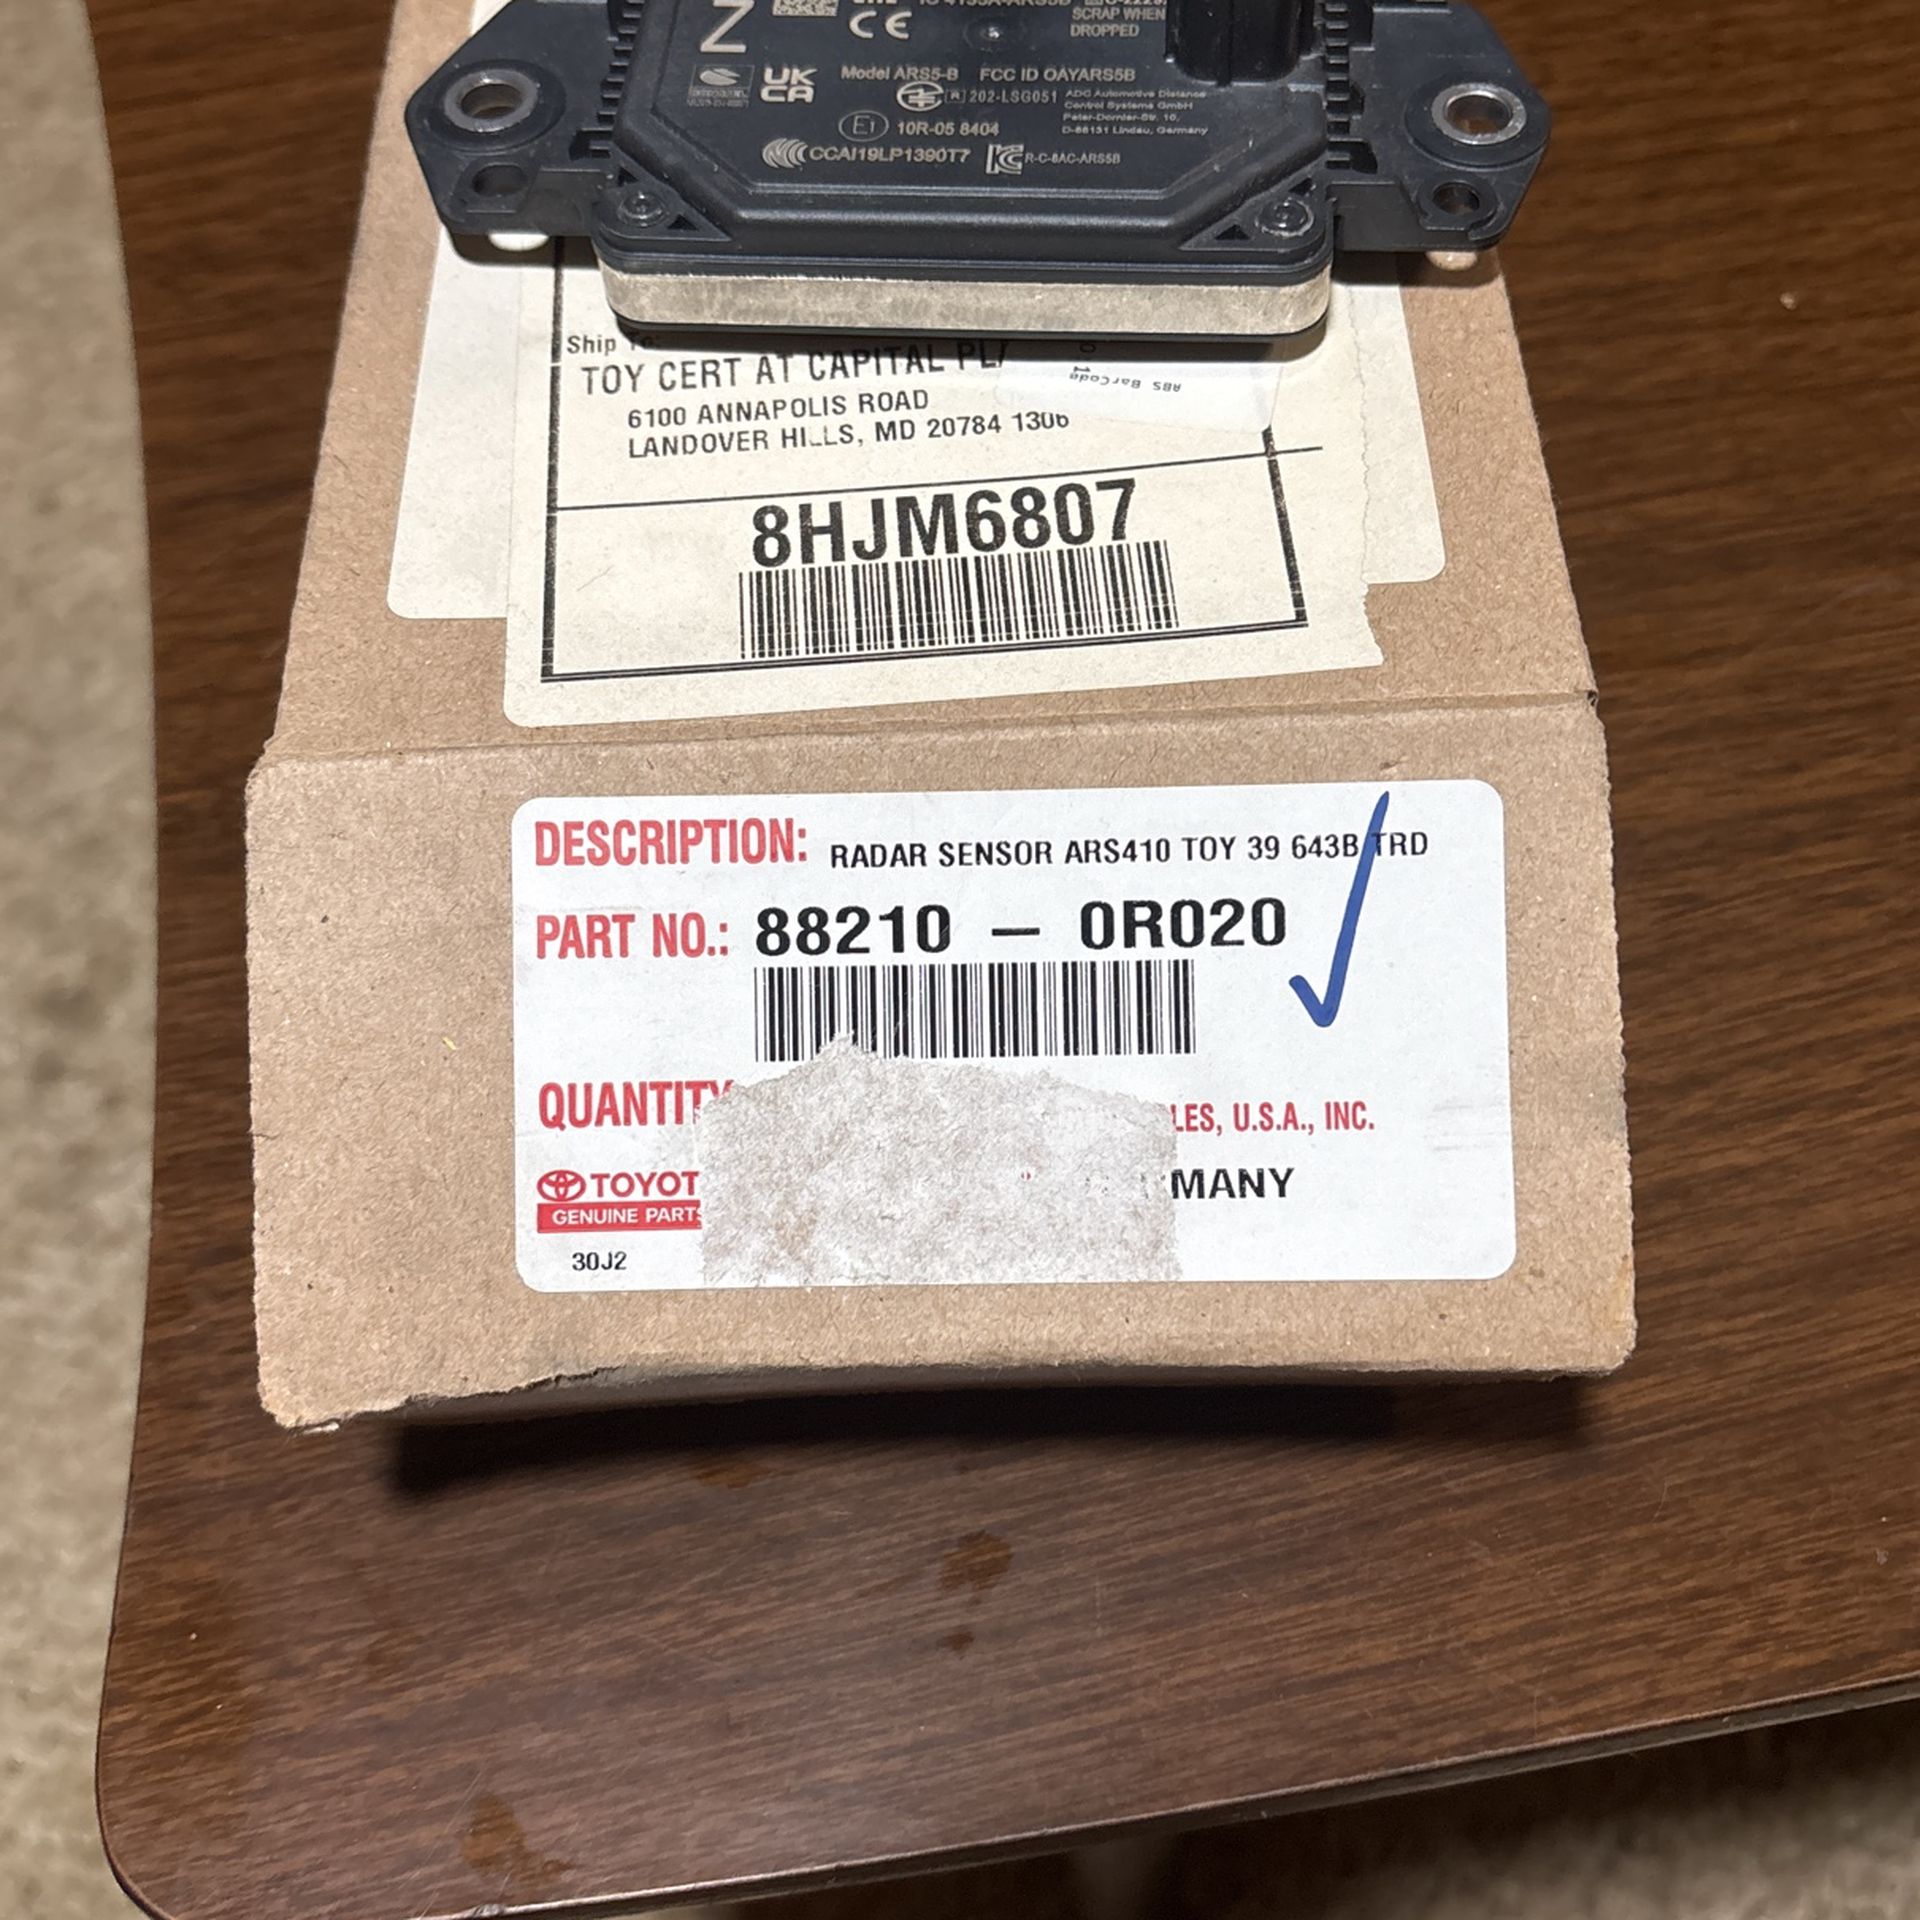 Z
CE
SCRAP WHEN
DROPPED
UK
CA
Model ARS5-B FCC ID OAYARS5B
R 202-LSG051
ADC Automotive Distance
Control Systems GmbH
Peter-Dornier-Str. 10,
D-88131 Lindau, Germany
E1 10R-05 8404
CCAI19LP1390T7
R-C-8AC-ARS5B
Ship To:
TOY CERT AT CAPITAL PL
6100 ANNAPOLIS ROAD
LANDOVER HILLS, MD 20784 1306
ABS BarCode
8HJM6807
DESCRIPTION: RADAR SENSOR ARS410 TOY 39 643B TRD
PART NO.: 88210 – 0R020
QUANTITY
LES, U.S.A., INC.
TOYOT
GENUINE PARTS
MANY
30J2